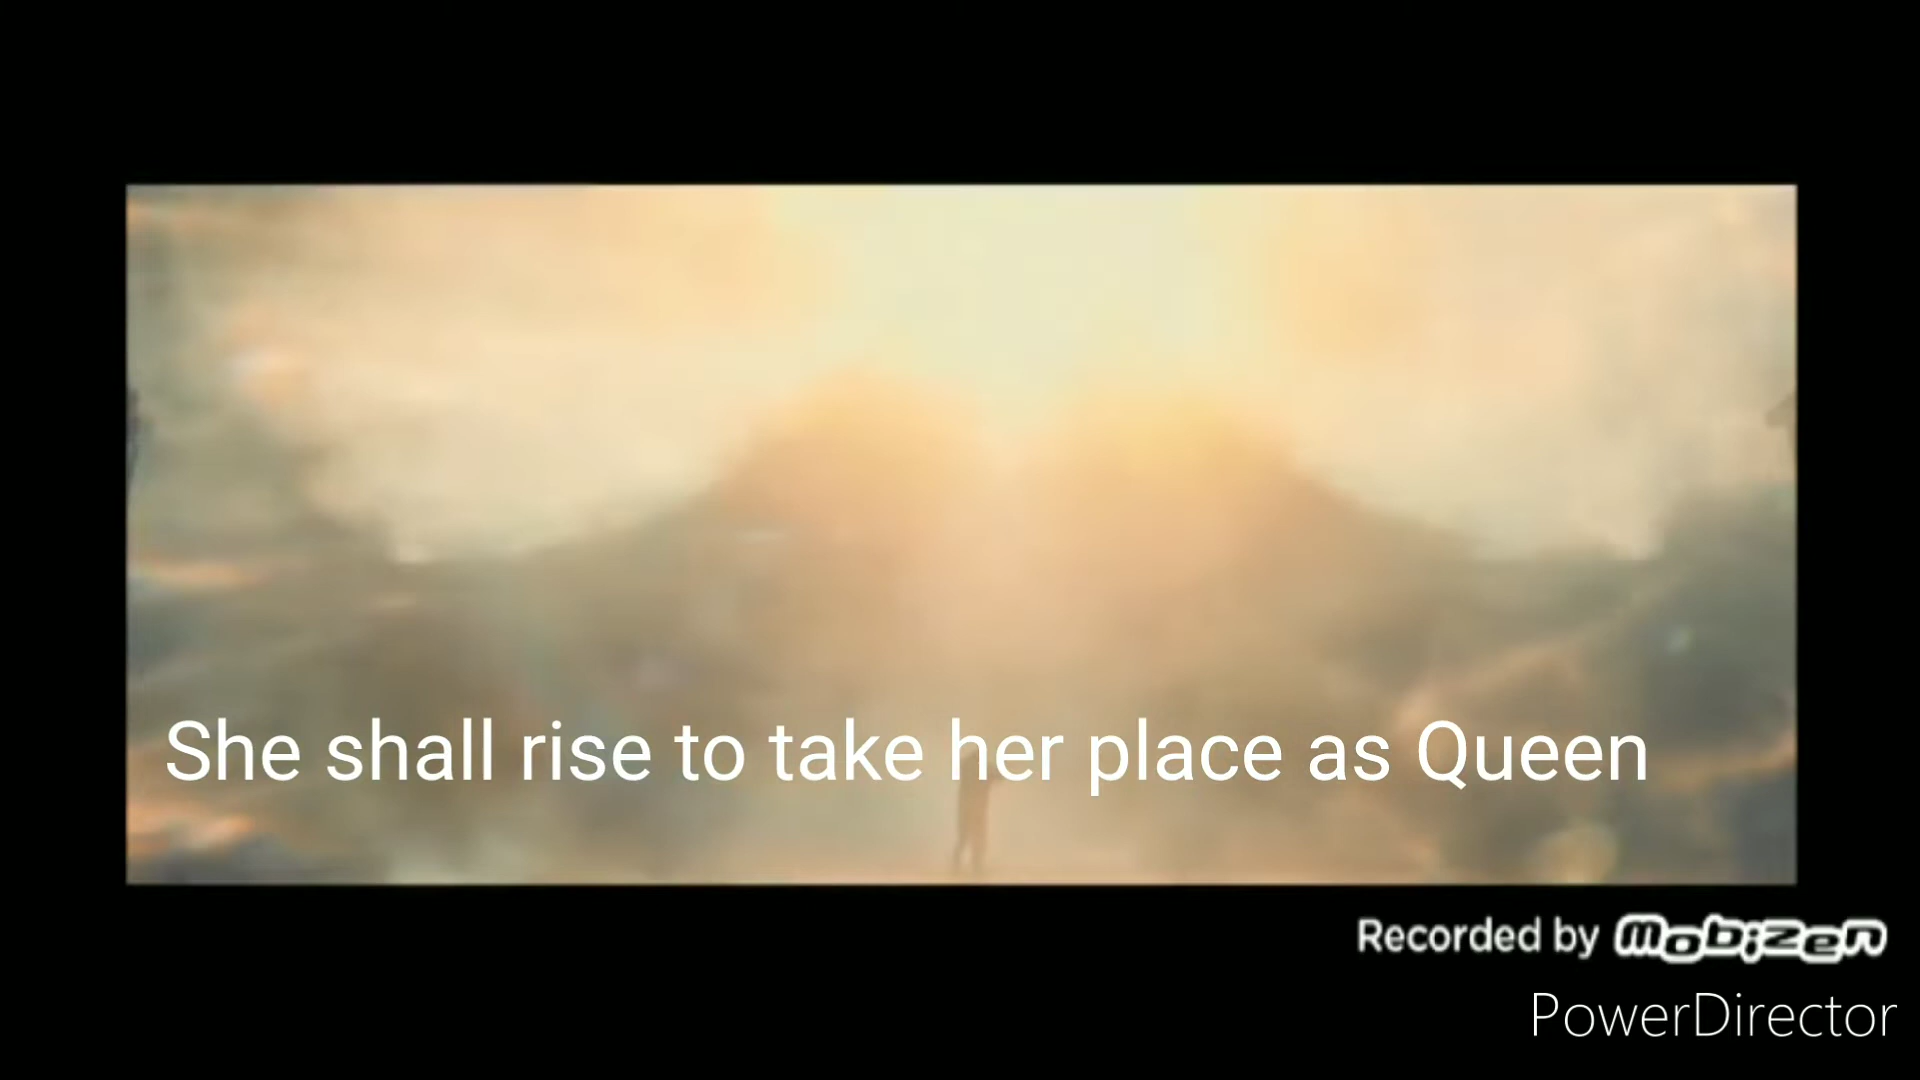 She shall rise to take her place as Queen
Recorded by Mobizen
PowerDirector